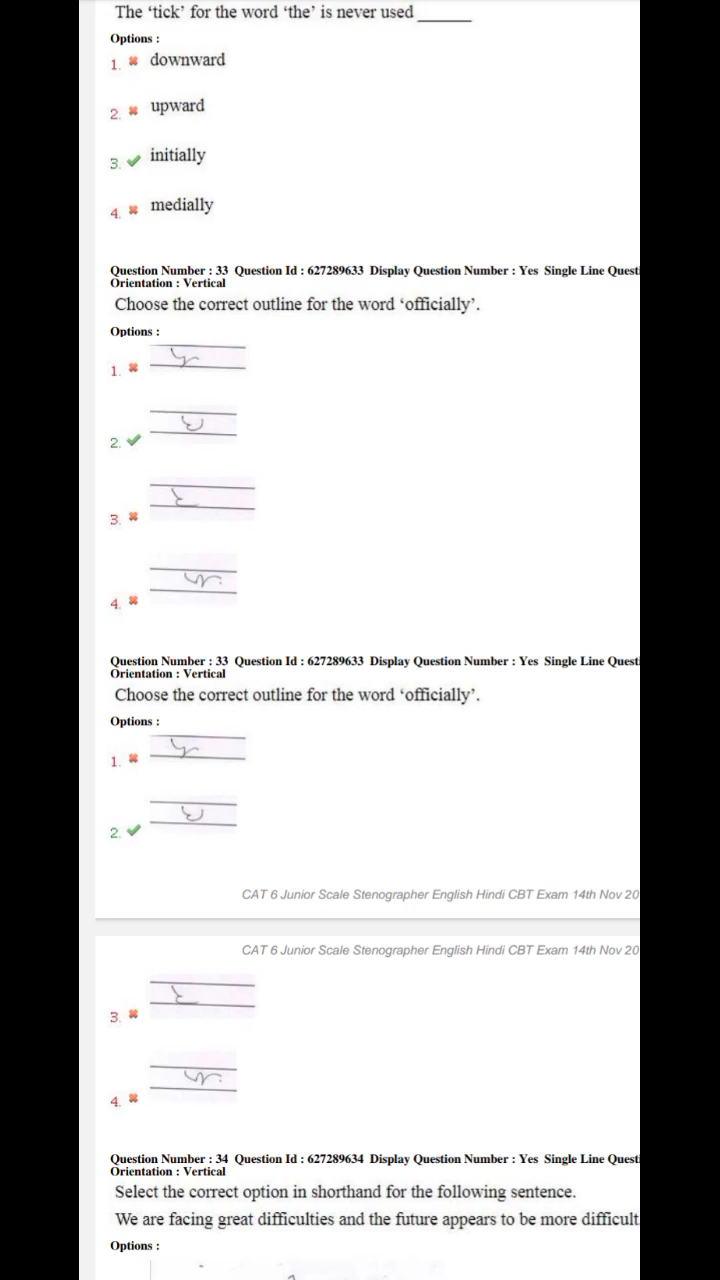 The ‘tick’ for the word ‘the’ is never used ______
Options :
1. downward
2. upward
3. initially
4. medially
Question Number : 33 Question Id : 627289633 Display Question Number : Yes Single Line Questi
Orientation : Vertical
Choose the correct outline for the word ‘officially’.
Options :
1.
2.
3.
4.
Question Number : 33 Question Id : 627289633 Display Question Number : Yes Single Line Questi
Orientation : Vertical
Choose the correct outline for the word ‘officially’.
Options :
1.
2.
CAT 6 Junior Scale Stenographer English Hindi CBT Exam 14th Nov 20
CAT 6 Junior Scale Stenographer English Hindi CBT Exam 14th Nov 20
3.
4.
Question Number : 34 Question Id : 627289634 Display Question Number : Yes Single Line Questi
Orientation : Vertical
Select the correct option in shorthand for the following sentence.
We are facing great difficulties and the future appears to be more difficult
Options :